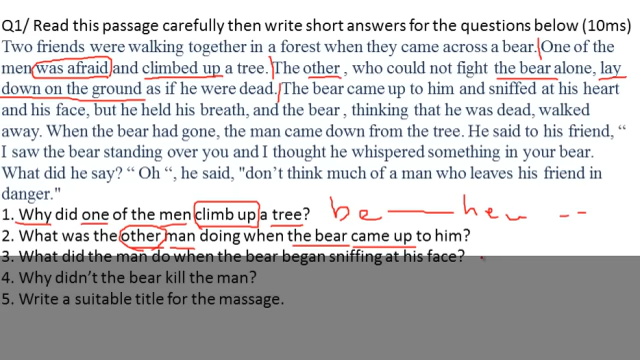 Q1/ Read this passage carefully then write short answers for the questions below (10ms)
Two friends were walking together in a forest when they came across a bear. One of the
men was afraid and climbed up a tree. The other , who could not fight the bear alone, lay
down on the ground as if he were dead. The bear came up to him and sniffed at his heart
and his face, but he held his breath, and the bear , thinking that he was dead, walked
away. When the bear had gone, the man came down from the tree. He said to his friend, “
I saw the bear standing over you and I thought he whispered something in your bear.
What did he say? “ Oh “, he said, "don’t think much of a man who leaves his friend in
danger."
1. Why did one of the men climb up a tree? be he
2. What was the other man doing when the bear came up to him?
3. What did the man do when the bear began sniffing at his face?
4. Why didn’t the bear kill the man?
5. Write a suitable title for the massage.